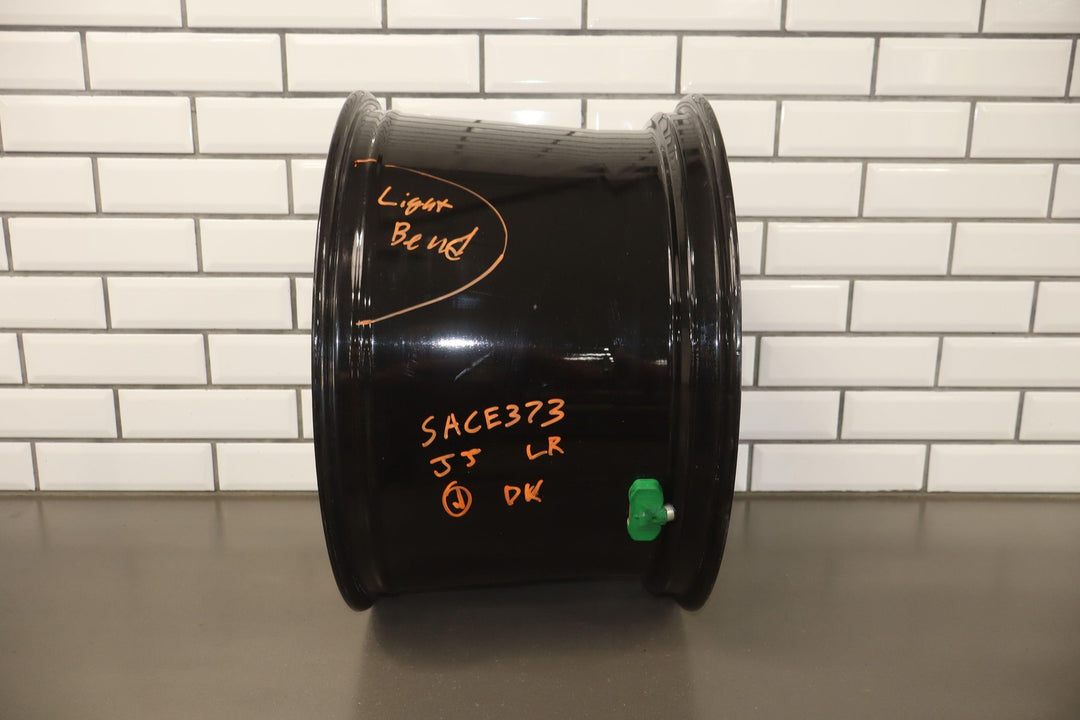 Light
Bend
SACE373
JJ LR
DK